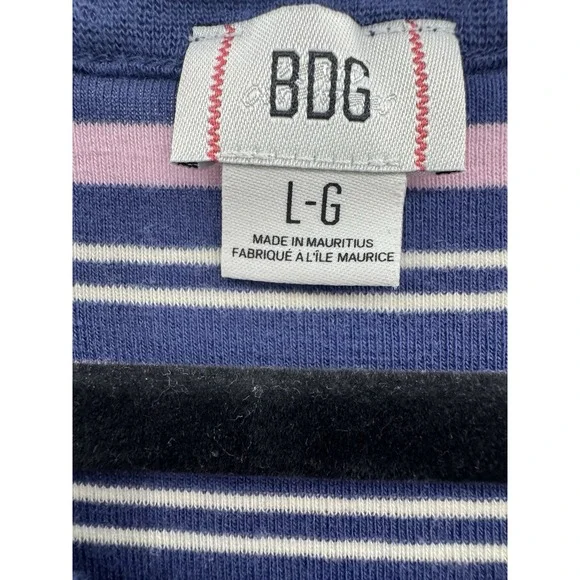 BDG
L-G
MADE IN MAURITIUS
FABRIQUÉ À L'ÎLE MAURICE